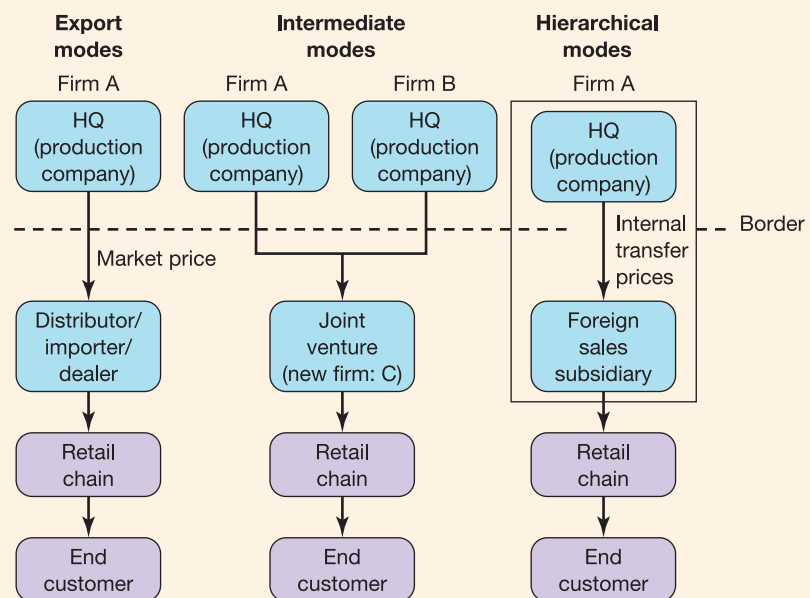 Export
modes
Intermediate
modes
Hierarchical
modes
Firm A
Firm A
Firm B
Firm A
HQ
(production
company)
HQ
(production
company)
HQ
(production
company)
HQ
(production
company)
Border
Market price
Internal
transfer
prices
Distributor/
importer/
dealer
Joint
venture
(new firm: C)
Foreign
sales
subsidiary
Retail
chain
Retail
chain
Retail
chain
End
customer
End
customer
End
customer